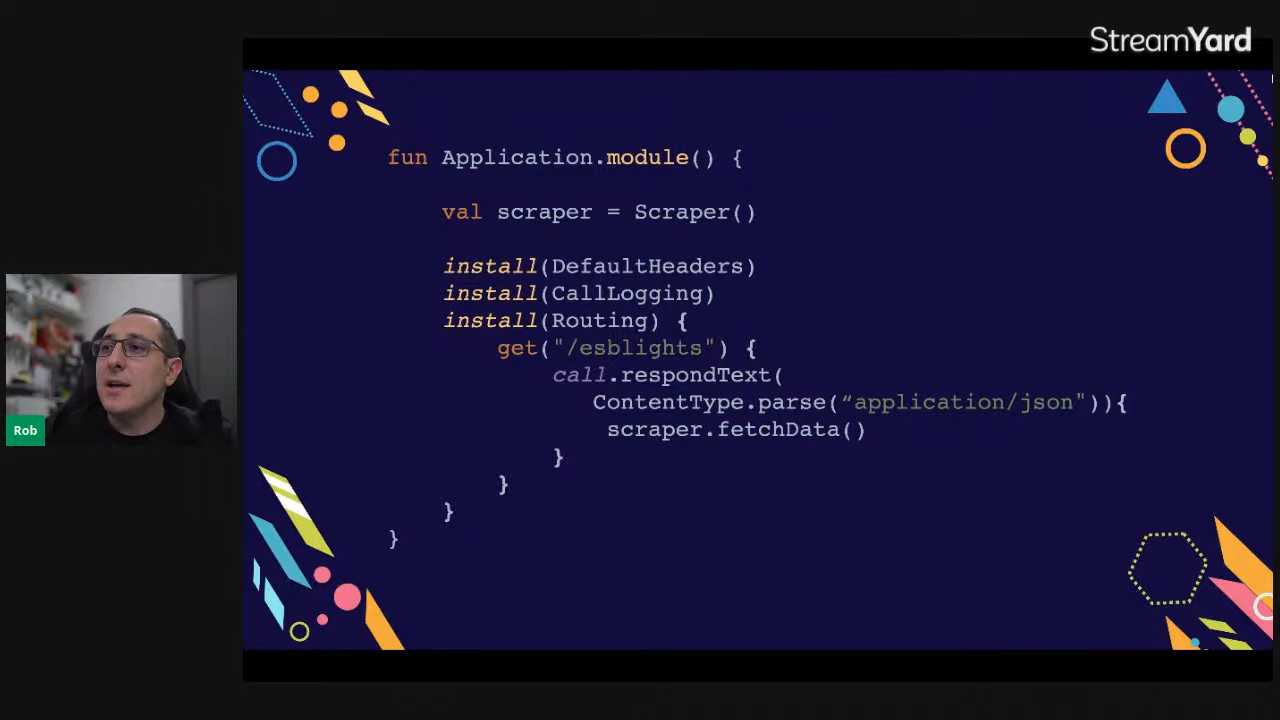 StreamYard
fun Application.module() {
val scraper = Scraper()
install(DefaultHeaders)
install(CallLogging)
install(Routing) {
get("/esblights") {
call.respondText(
ContentType.parse(“application/json")){
scraper.fetchData()
}
}
}
}
Rob